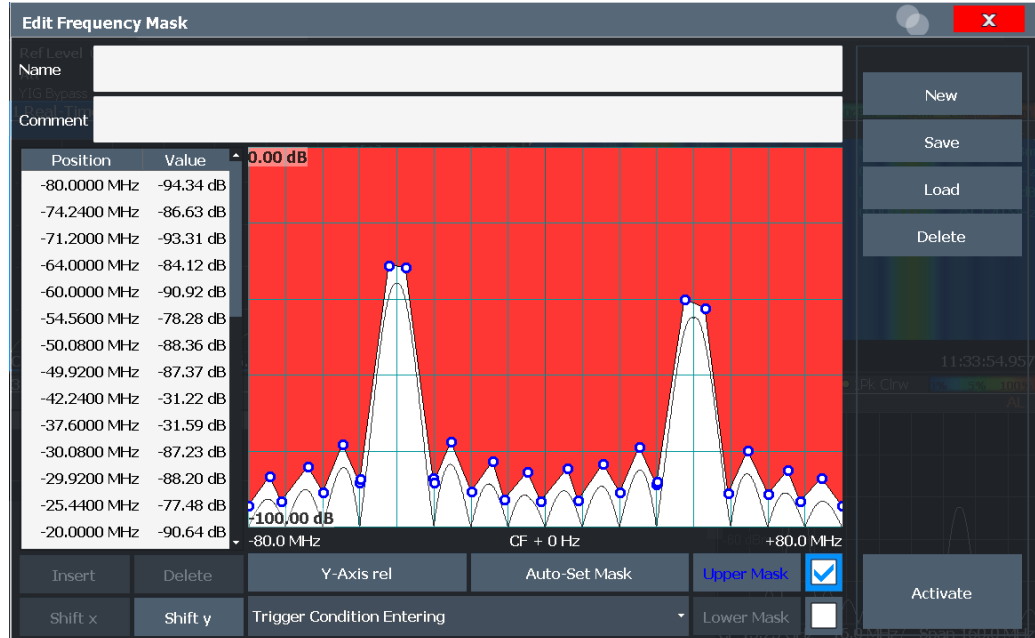 Edit Frequency Mask
X
Ref Level
Name
YIG Bypass
Comment
New
Save
Load
Delete
Position Value
-80.0000 MHz -94.34 dB
-74.2400 MHz -86.63 dB
-71.2000 MHz -93.31 dB
-64.0000 MHz -84.12 dB
-60.0000 MHz -90.92 dB
-54.5600 MHz -78.28 dB
-50.0800 MHz -88.36 dB
-49.9200 MHz -87.37 dB
-42.2400 MHz -31.22 dB
-37.6000 MHz -31.59 dB
-30.0800 MHz -87.23 dB
-29.9200 MHz -88.20 dB
-25.4400 MHz -77.48 dB
-20.0000 MHz -90.64 dB
0.00 dB
-100.00 dB
-80.0 MHz CF + 0 Hz +80.0 MHz
11:33:54.957
Pk Clrw
Insert Delete Y-Axis rel Auto-Set Mask Upper Mask
Shift x Shift y Trigger Condition Entering Lower Mask
Activate